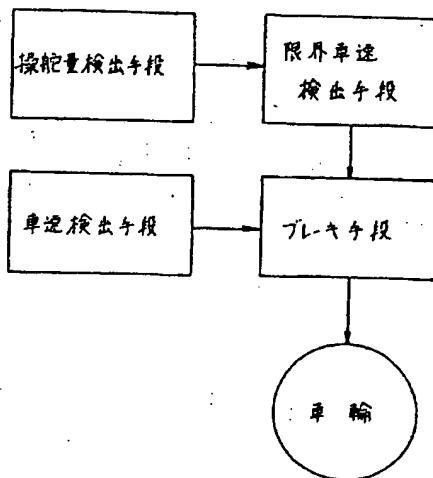 操舵量検出手段
限界車速
検出手段
車速検出手段
ブレーキ手段
車輪